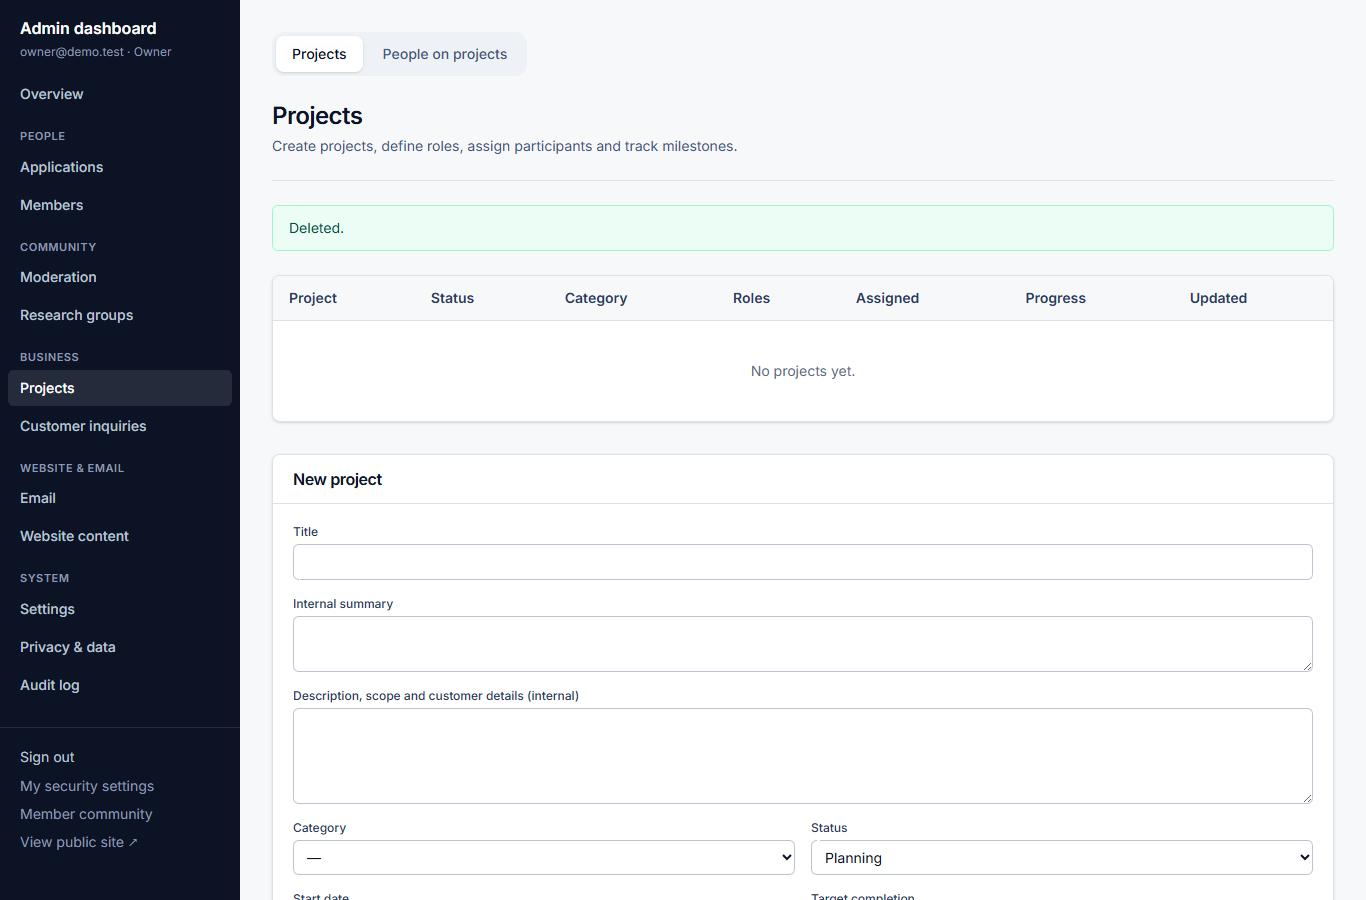 Admin dashboard
owner@demo.test · Owner
Overview
PEOPLE
Applications
Members
COMMUNITY
Moderation
Research groups
BUSINESS
Projects
Customer inquiries
WEBSITE & EMAIL
Email
Website content
SYSTEM
Settings
Privacy & data
Audit log
Sign out
My security settings
Member community
View public site ↗
Projects People on projects
Projects
Create projects, define roles, assign participants and track milestones.
Deleted.
Project Status Category Roles Assigned Progress Updated
No projects yet.
New project
Title
Internal summary
Description, scope and customer details (internal)
Category Status
— Planning
Start date Target completion